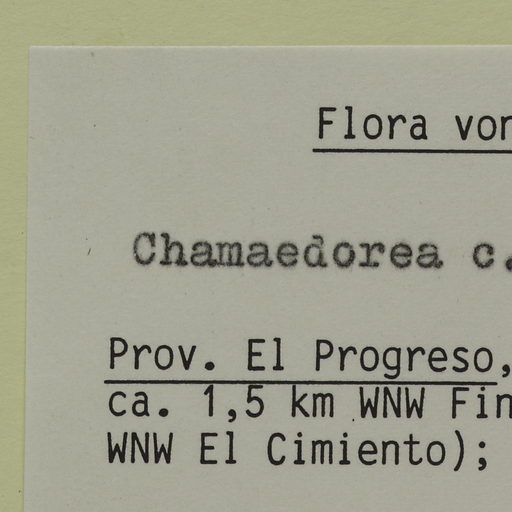 Flora von
Chamaedorea c.
Prov. El Progreso,
ca. 1,5 km WNW Fin
WNW El Cimiento);